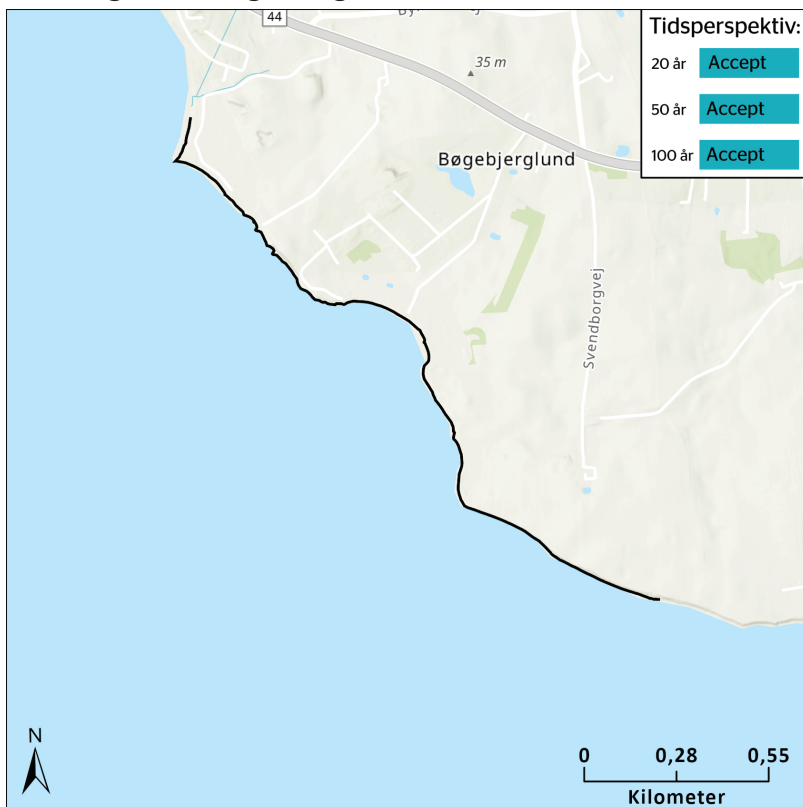 44
Tidsperspektiv:
20 år Accept
50 år Accept
100 år Accept
35 m
Bøgebjerglund
Svendborgvej
N
0 0,28 0,55
Kilometer